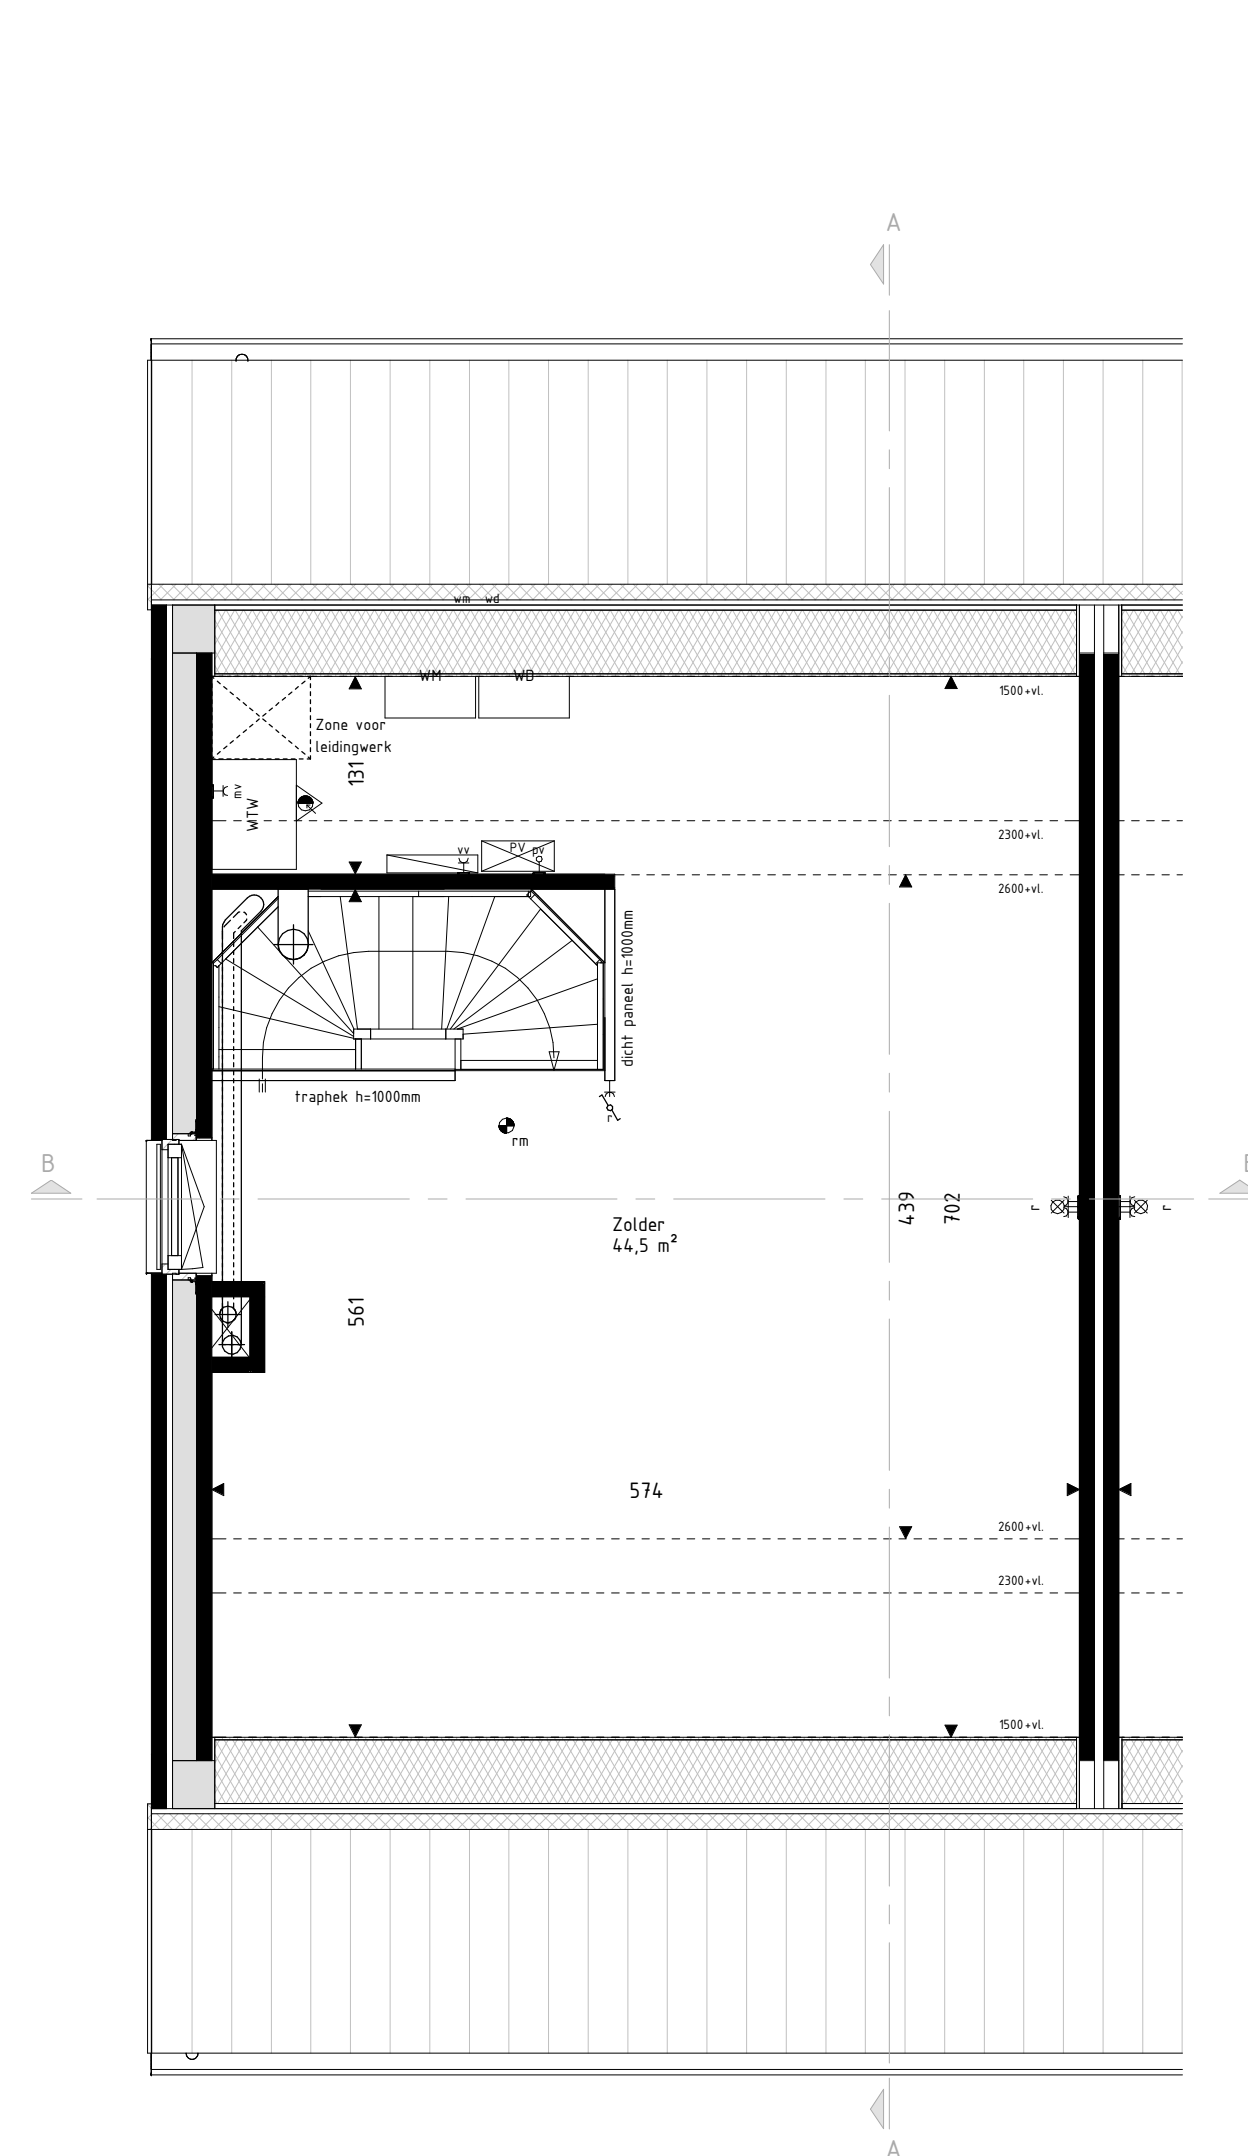 A
wm wd
WM
WD
1500+vl.
Zone voor
leidingwerk
131
mv
WTW
2300+vl.
vv
PV pv
2600+vl.
dicht paneel h=1000mm
traphek h=1000mm
r
rm
B
B
439
702
r
r
Zolder
44,5 m²
561
574
2600+vl.
2300+vl.
1500+vl.
A